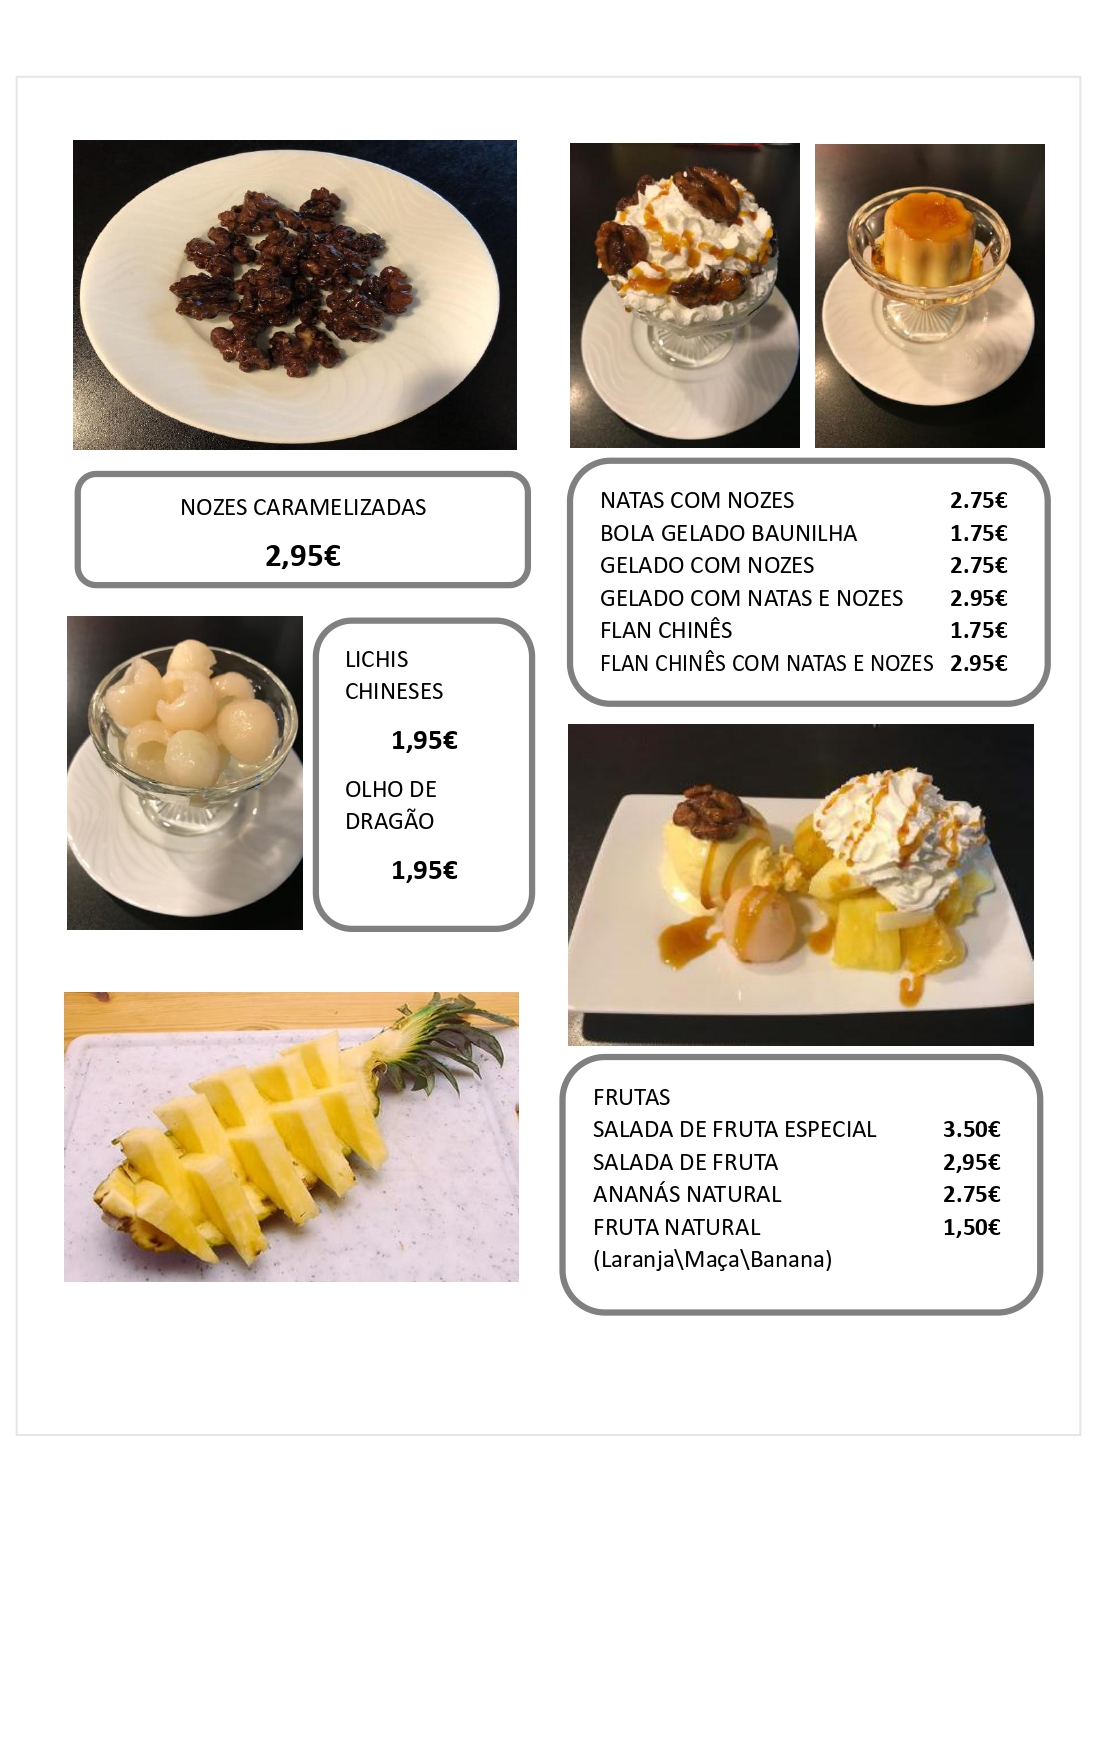 NOZES CARAMELIZADAS
2,95€
LICHIS
CHINESES
1,95€
OLHO DE
DRAGÃO
1,95€
NATAS COM NOZES 2.75€
BOLA GELADO BAUNILHA 1.75€
GELADO COM NOZES 2.75€
GELADO COM NATAS E NOZES 2.95€
FLAN CHINÊS 1.75€
FLAN CHINÊS COM NATAS E NOZES 2.95€
FRUTAS
SALADA DE FRUTA ESPECIAL 3.50€
SALADA DE FRUTA 2,95€
ANANÁS NATURAL 2.75€
FRUTA NATURAL 1,50€
(Laranja\Maça\Banana)